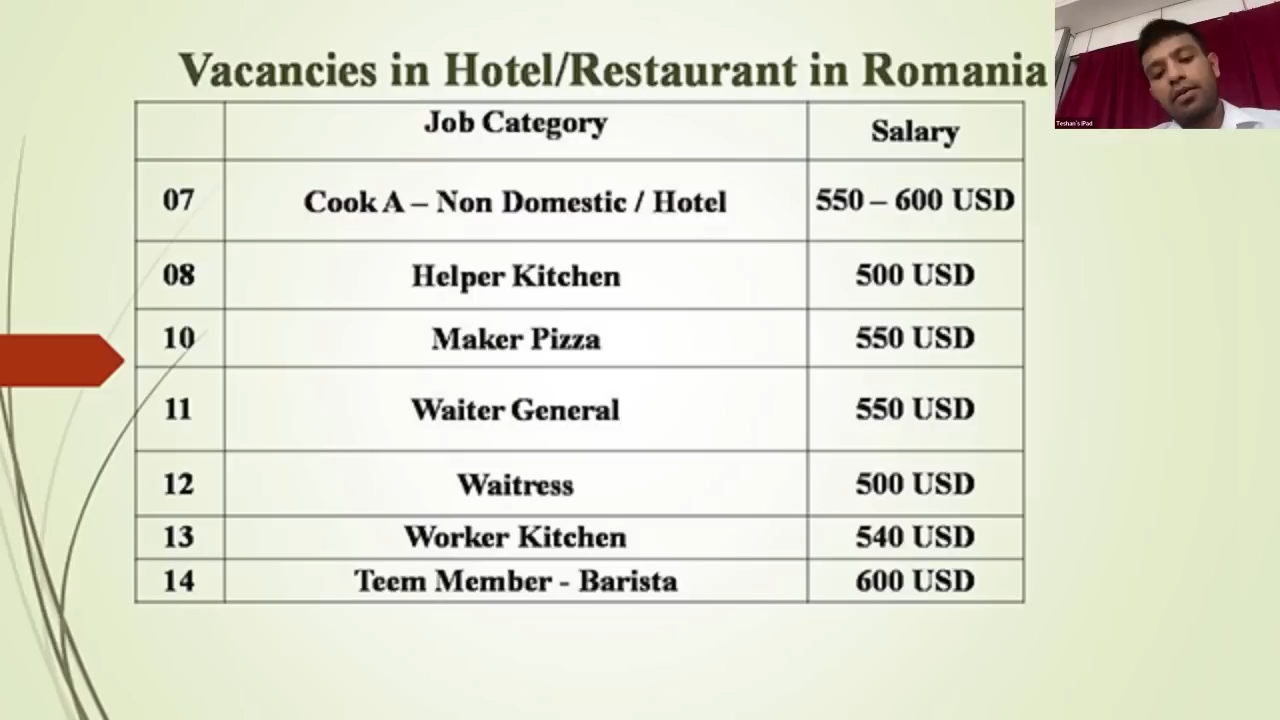 Vacancies in Hotel/Restaurant in Romania
Job Category Salary
07 Cook A – Non Domestic / Hotel 550 – 600 USD
08 Helper Kitchen 500 USD
10 Maker Pizza 550 USD
11 Waiter General 550 USD
12 Waitress 500 USD
13 Worker Kitchen 540 USD
14 Teem Member - Barista 600 USD
Teshan's iPad